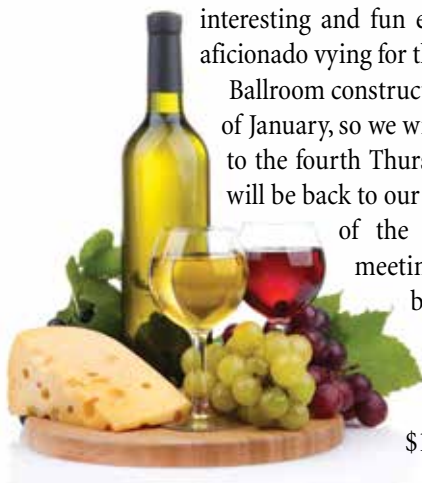 interesting and fun e
aficionado vying for th
Ballroom construct
of January, so we wi
to the fourth Thurs
will be back to our
of the
meetin
b
$1